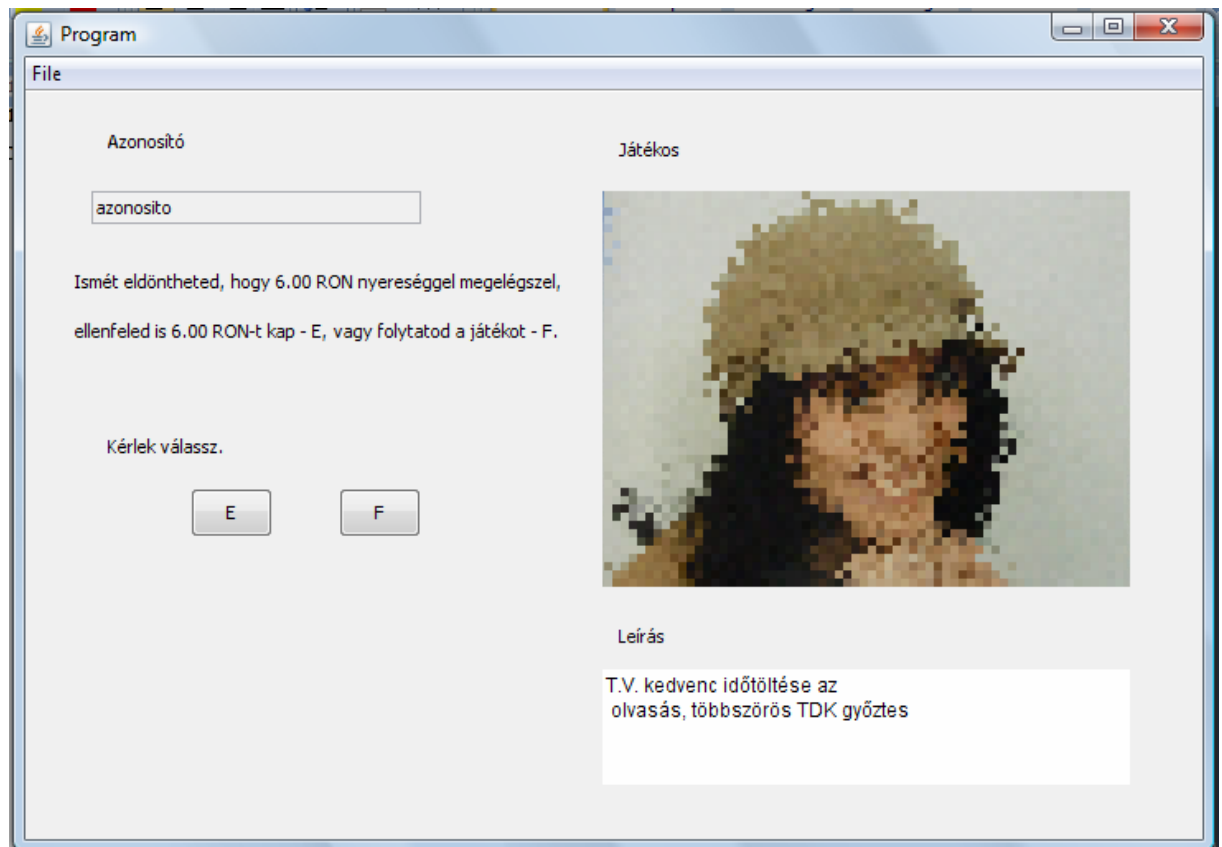 Program
File
Azonosító
azonosito
Ismét eldöntheted, hogy 6.00 RON nyereséggel megelégszel,
ellenfeled is 6.00 RON-t kap - E, vagy folytatod a játékot - F.
Kérlek válassz.
E
F
Játékos
Leírás
T.V. kedvenc időtöltése az
olvasás, többszörös TDK győztes